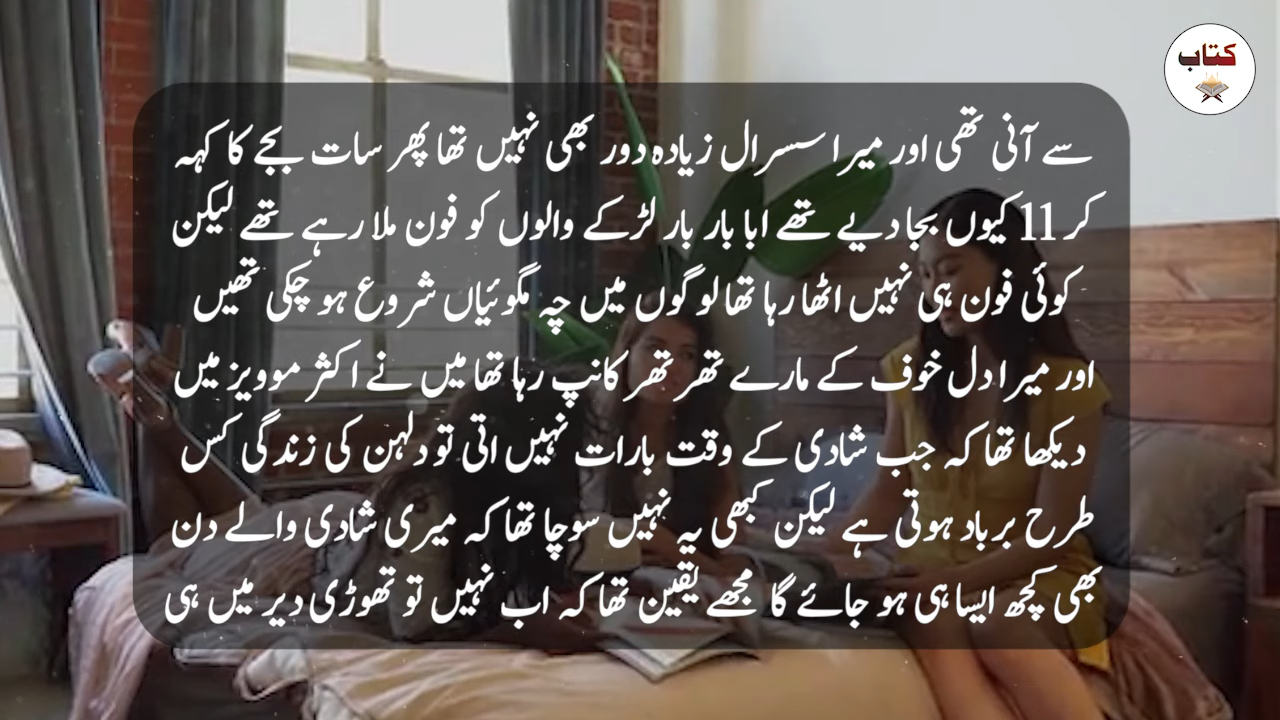 کتاب
سے آنی تھی اور میرا سسرال زیادہ دور بھی نہیں تھا پھر سات بجے کا کہہ
کر 11 کیوں بجا دیے تھے ابا بار بار لڑکے والوں کو فون ملا رہے تھے لیکن
کوئی فون ہی نہیں اٹھا رہا تھا لوگوں میں چہ مگوئیاں شروع ہو چکی تھیں
اور میرا دل خوف کے مارے تھر تھر کانپ رہا تھا میں نے اکثر موویز میں
دیکھا تھا کہ جب شادی کے وقت بارات نہیں اتی تو دلہن کی زندگی کس
طرح برباد ہوتی ہے لیکن کبھی یہ نہیں سوچا تھا کہ میری شادی والے دن
بھی کچھ ایسا ہی ہو جائے گا مجھے یقین تھا کہ اب نہیں تو تھوڑی دیر میں ہی